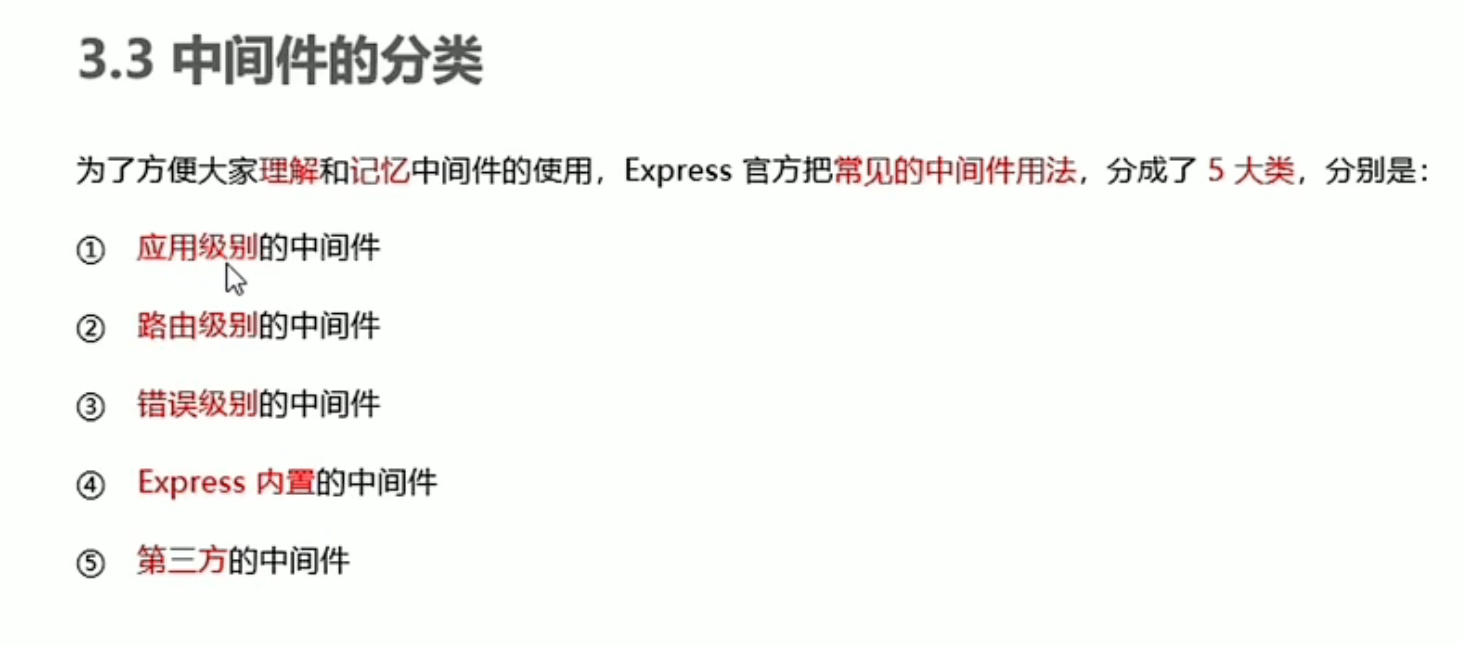 3.3 中间件的分类
为了方便大家理解和记忆中间件的使用，Express 官方把常见的中间件用法，分成了 5 大类，分别是：
① 应用级别的中间件
② 路由级别的中间件
③ 错误级别的中间件
④ Express 内置的中间件
⑤ 第三方的中间件